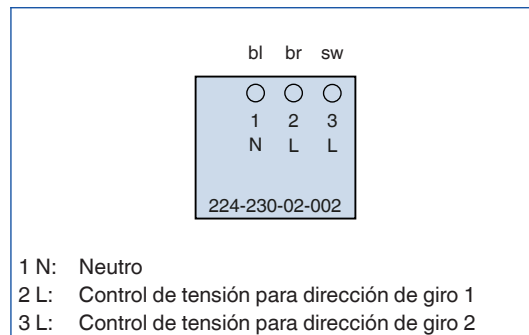 bl br sw
1 2 3
N L L
224-230-02-002
1 N: Neutro
2 L: Control de tensión para dirección de giro 1
3 L: Control de tensión para dirección de giro 2